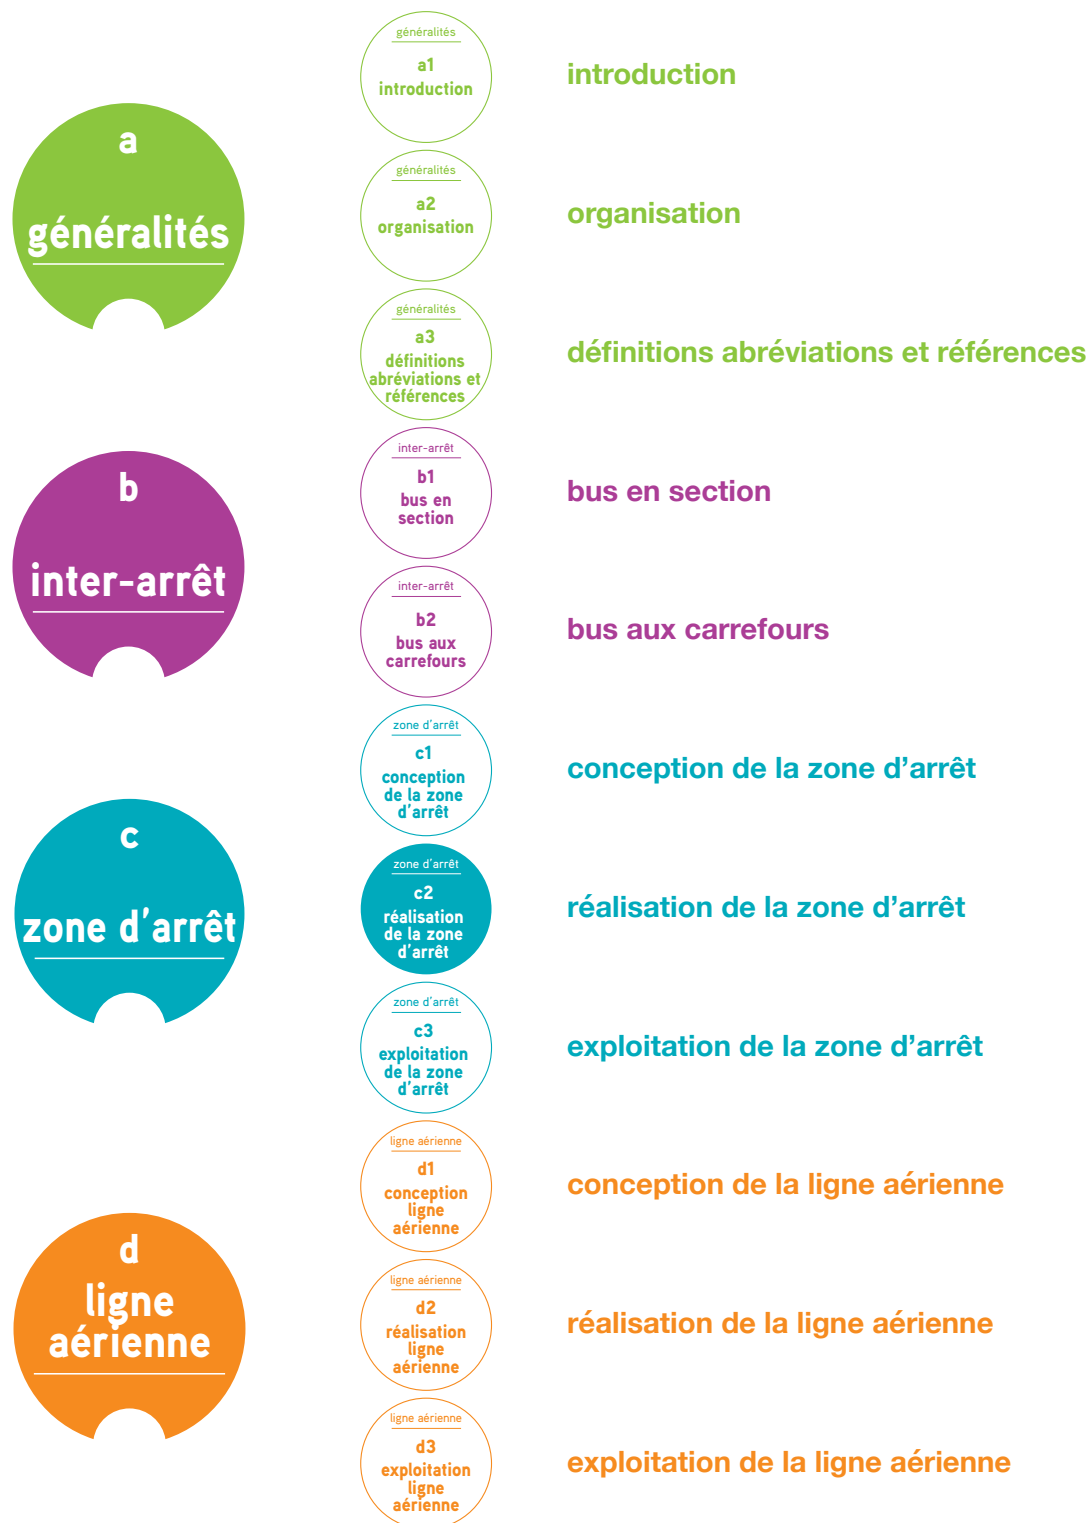 généralités
a1
introduction
introduction
a
généralités
généralités
a2
organisation
organisation
généralités
a3
définitions
abréviations et
références
définitions abréviations et références
b
inter-arrêt
inter-arrêt
b1
bus en
section
bus en section
inter-arrêt
b2
bus aux
carrefours
bus aux carrefours
zone d'arrêt
c1
conception
de la zone
d'arrêt
conception de la zone d’arrêt
c
zone d'arrêt
zone d'arrêt
c2
réalisation
de la zone
d'arrêt
réalisation de la zone d’arrêt
zone d'arrêt
c3
exploitation
de la zone
d'arrêt
exploitation de la zone d’arrêt
ligne aérienne
d1
conception
ligne
aérienne
conception de la ligne aérienne
d
ligne
aérienne
ligne aérienne
d2
réalisation
ligne
aérienne
réalisation de la ligne aérienne
ligne aérienne
d3
exploitation
ligne
aérienne
exploitation de la ligne aérienne